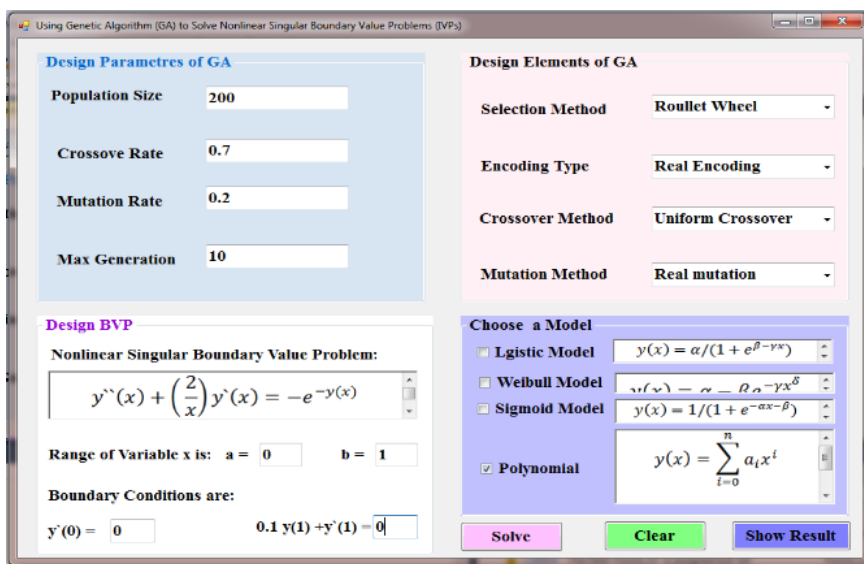 Using Genetic Algorithm (GA) to Solve Nonlinear Singular Boundary Value Problems (IVPs)
Design Parametres of GA
Population Size 200
Crossove Rate 0.7
Mutation Rate 0.2
Max Generation 10
Design Elements of GA
Selection Method Roullet Wheel
Encoding Type Real Encoding
Crossover Method Uniform Crossover
Mutation Method Real mutation
Design BVP
Nonlinear Singular Boundary Value Problem:
y``(x) + (2/x) y`(x) = −e^{−y(x)}
Range of Variable x is: a = 0 b = 1
Boundary Conditions are:
y`(0) = 0 0.1 y(1) +y`(1) = 0
Choose a Model
Lgistic Model y(x) = α/(1 + e^{β−γx})
Weibull Model y(x) = α − βe^{−γx^δ}
Sigmoid Model y(x) = 1/(1 + e^{−αx−β})
Polynomial y(x) = ∑_{i=0}^{n} a_i x^i
Solve Clear Show Result